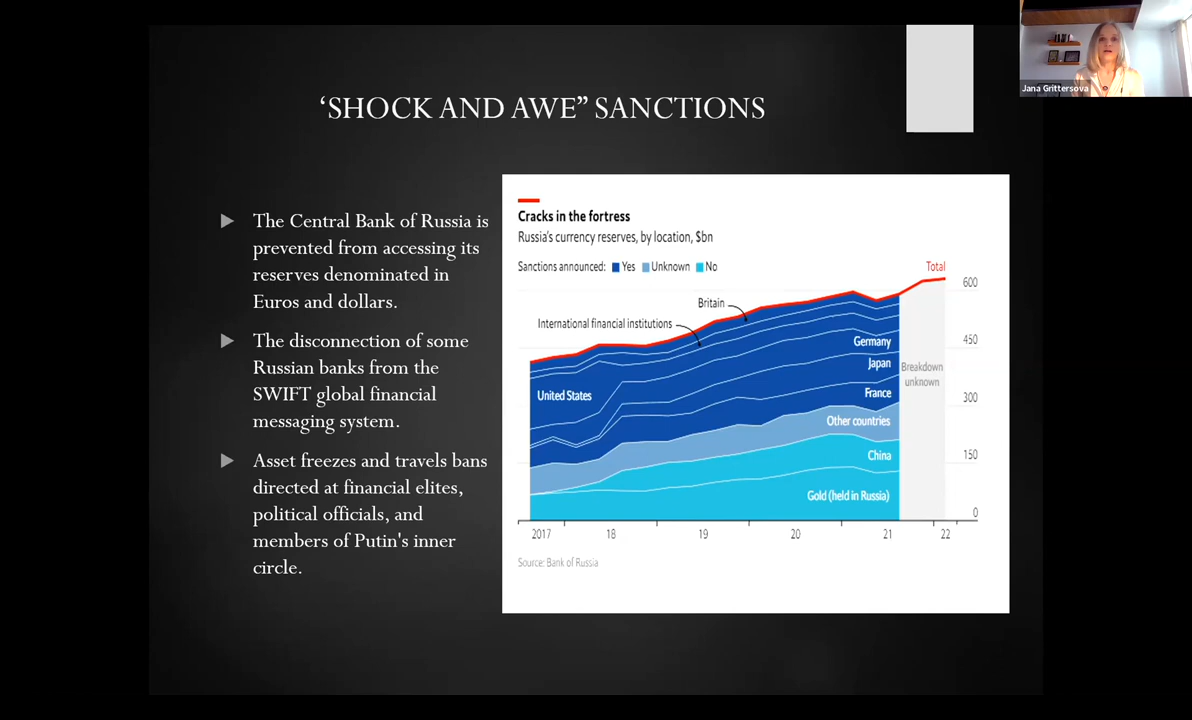 Jana Grittersova
‘SHOCK AND AWE” SANCTIONS
The Central Bank of Russia is
prevented from accessing its
reserves denominated in
Euros and dollars.
The disconnection of some
Russian banks from the
SWIFT global financial
messaging system.
Asset freezes and travels bans
directed at financial elites,
political officials, and
members of Putin's inner
circle.
Cracks in the fortress
Russia's currency reserves, by location, $bn
Sanctions announced: Yes Unknown No
Total
600
Britain
International financial institutions
450
Germany
Japan
Breakdown
unknown
United States
France
300
Other countries
China
150
Gold (held in Russia)
0
2017 18 19 20 21 22
Source: Bank of Russia